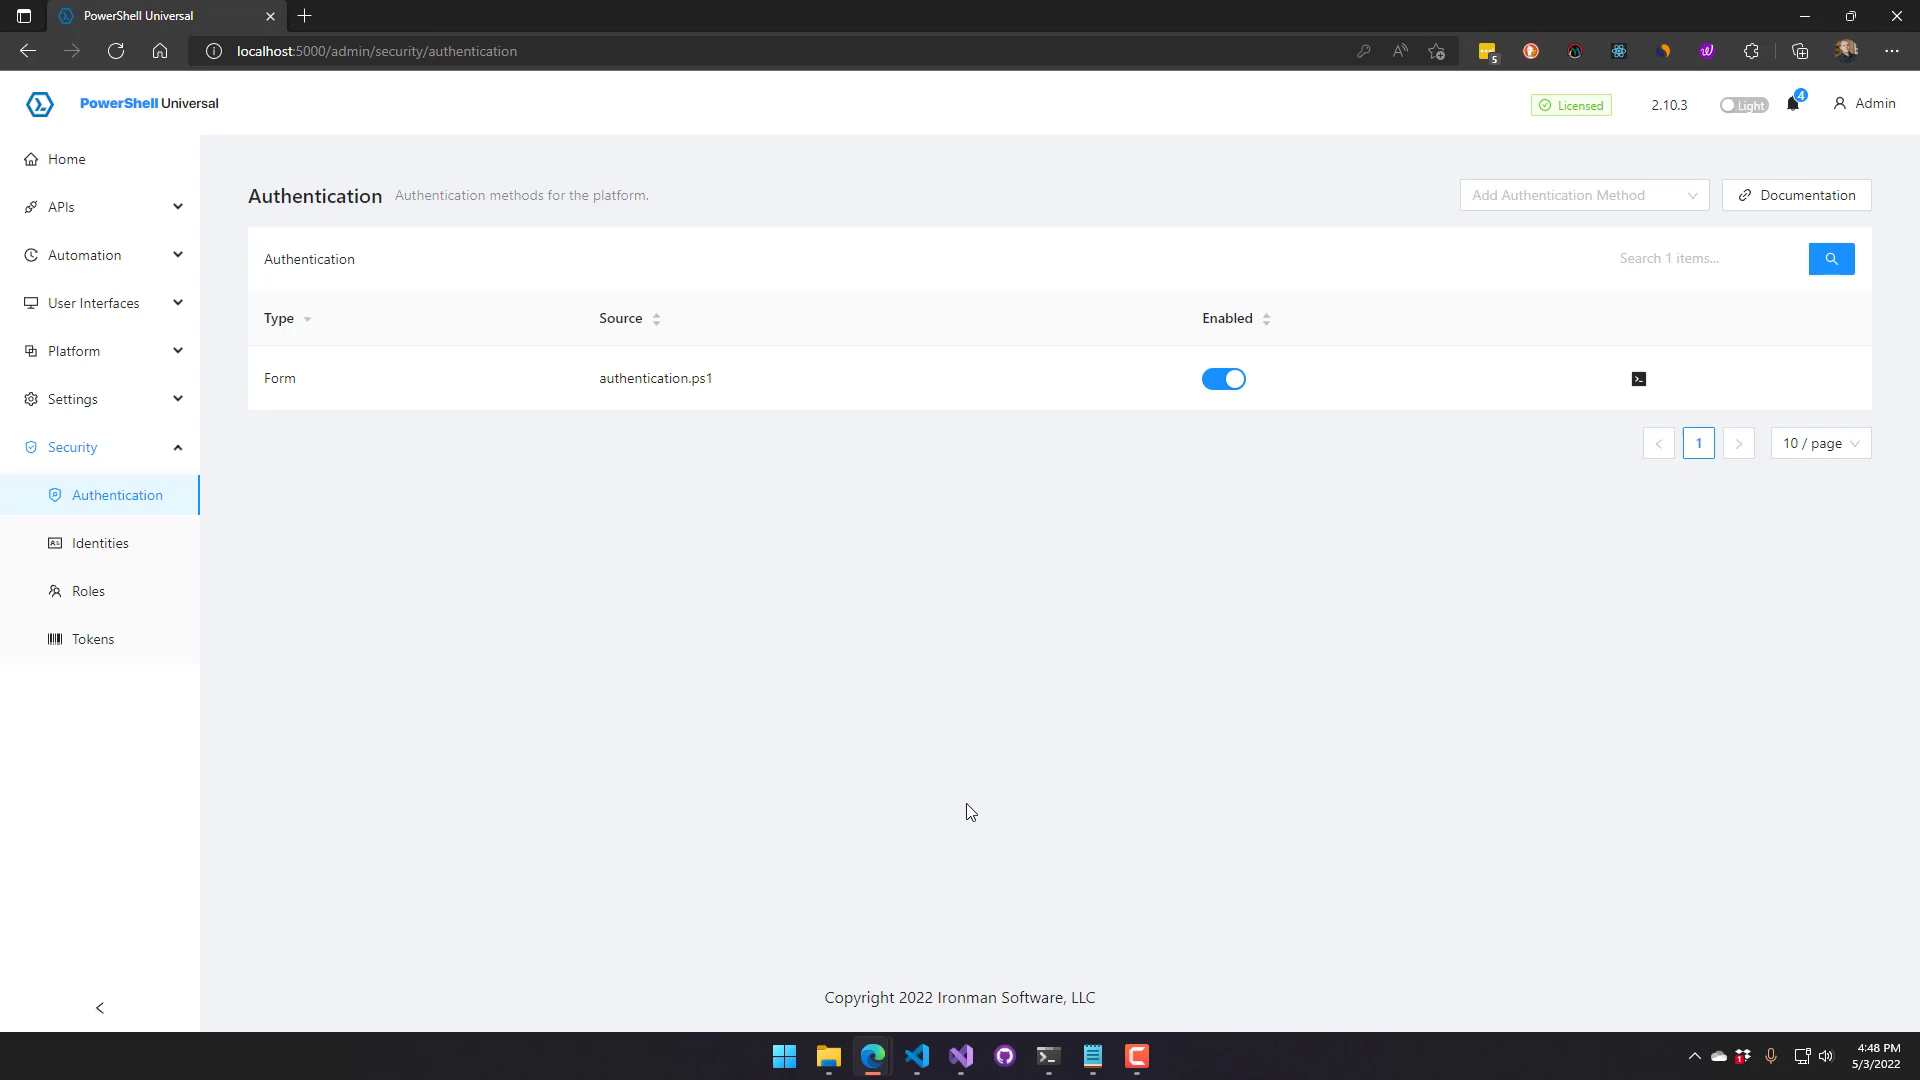 PowerShell Universal
localhost:5000/admin/security/authentication
5
PowerShell Universal
Licensed
2.10.3
Light
4
Admin
Home
APIs
Automation
User Interfaces
Platform
Settings
Security
Authentication
Identities
Roles
Tokens
Authentication Authentication methods for the platform.
Add Authentication Method
Documentation
Authentication
Search 1 items...
Type Source Enabled
Form authentication.ps1
1
10 / page
Copyright 2022 Ironman Software, LLC
1
4:48 PM
5/3/2022